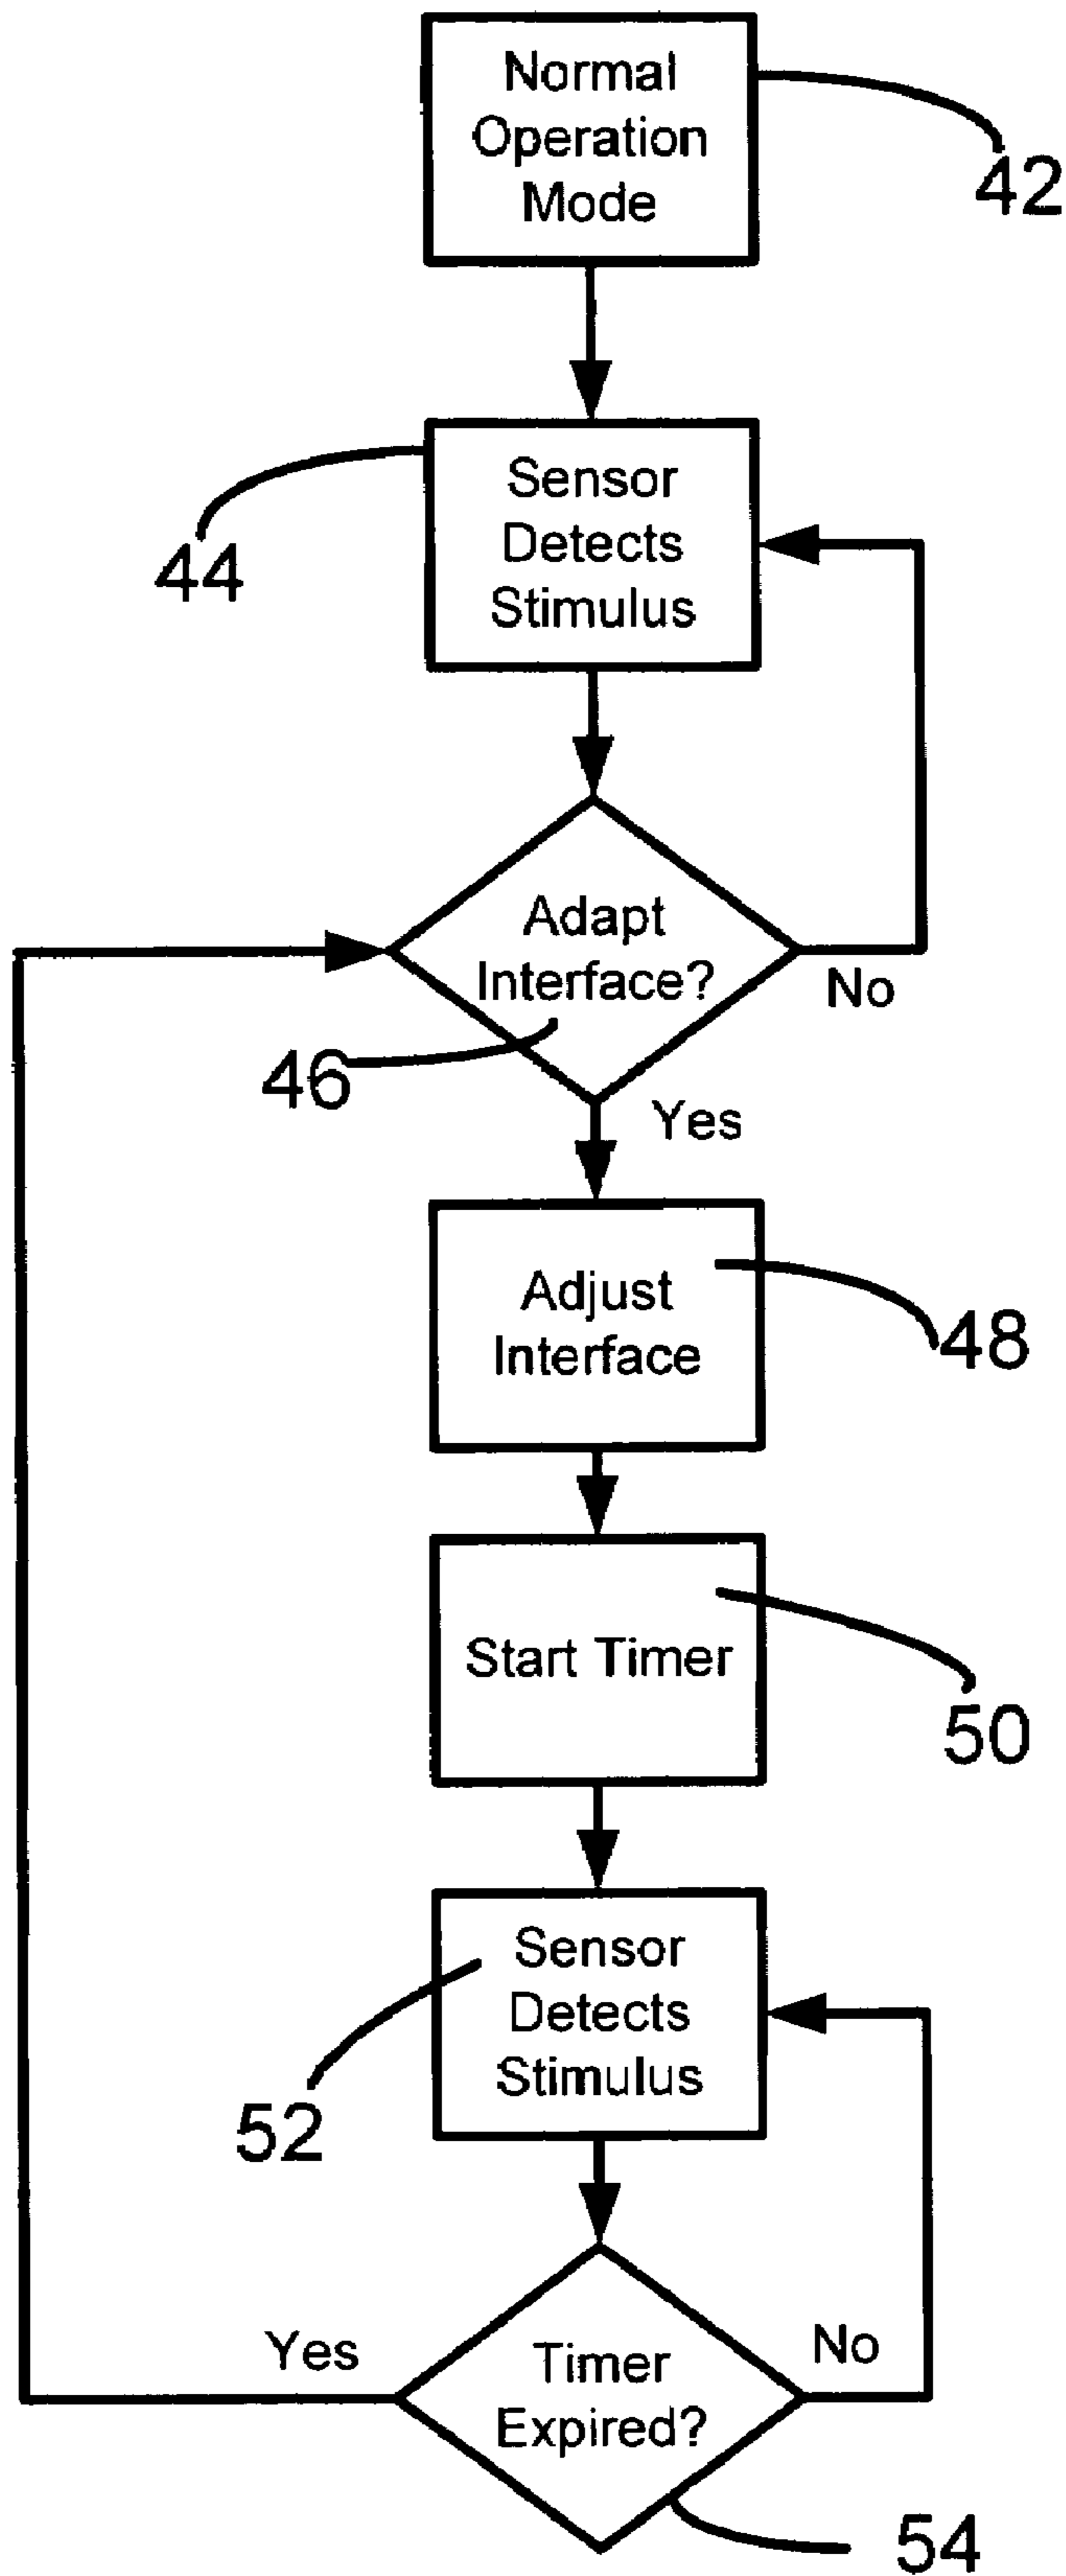 Normal
Operation
Mode
42
Sensor
Detects
Stimulus
44
Adapt
Interface?
No
46
Yes
Adjust
Interface
48
Start Timer
50
Sensor
Detects
Stimulus
52
Yes
No
Timer
Expired?
54